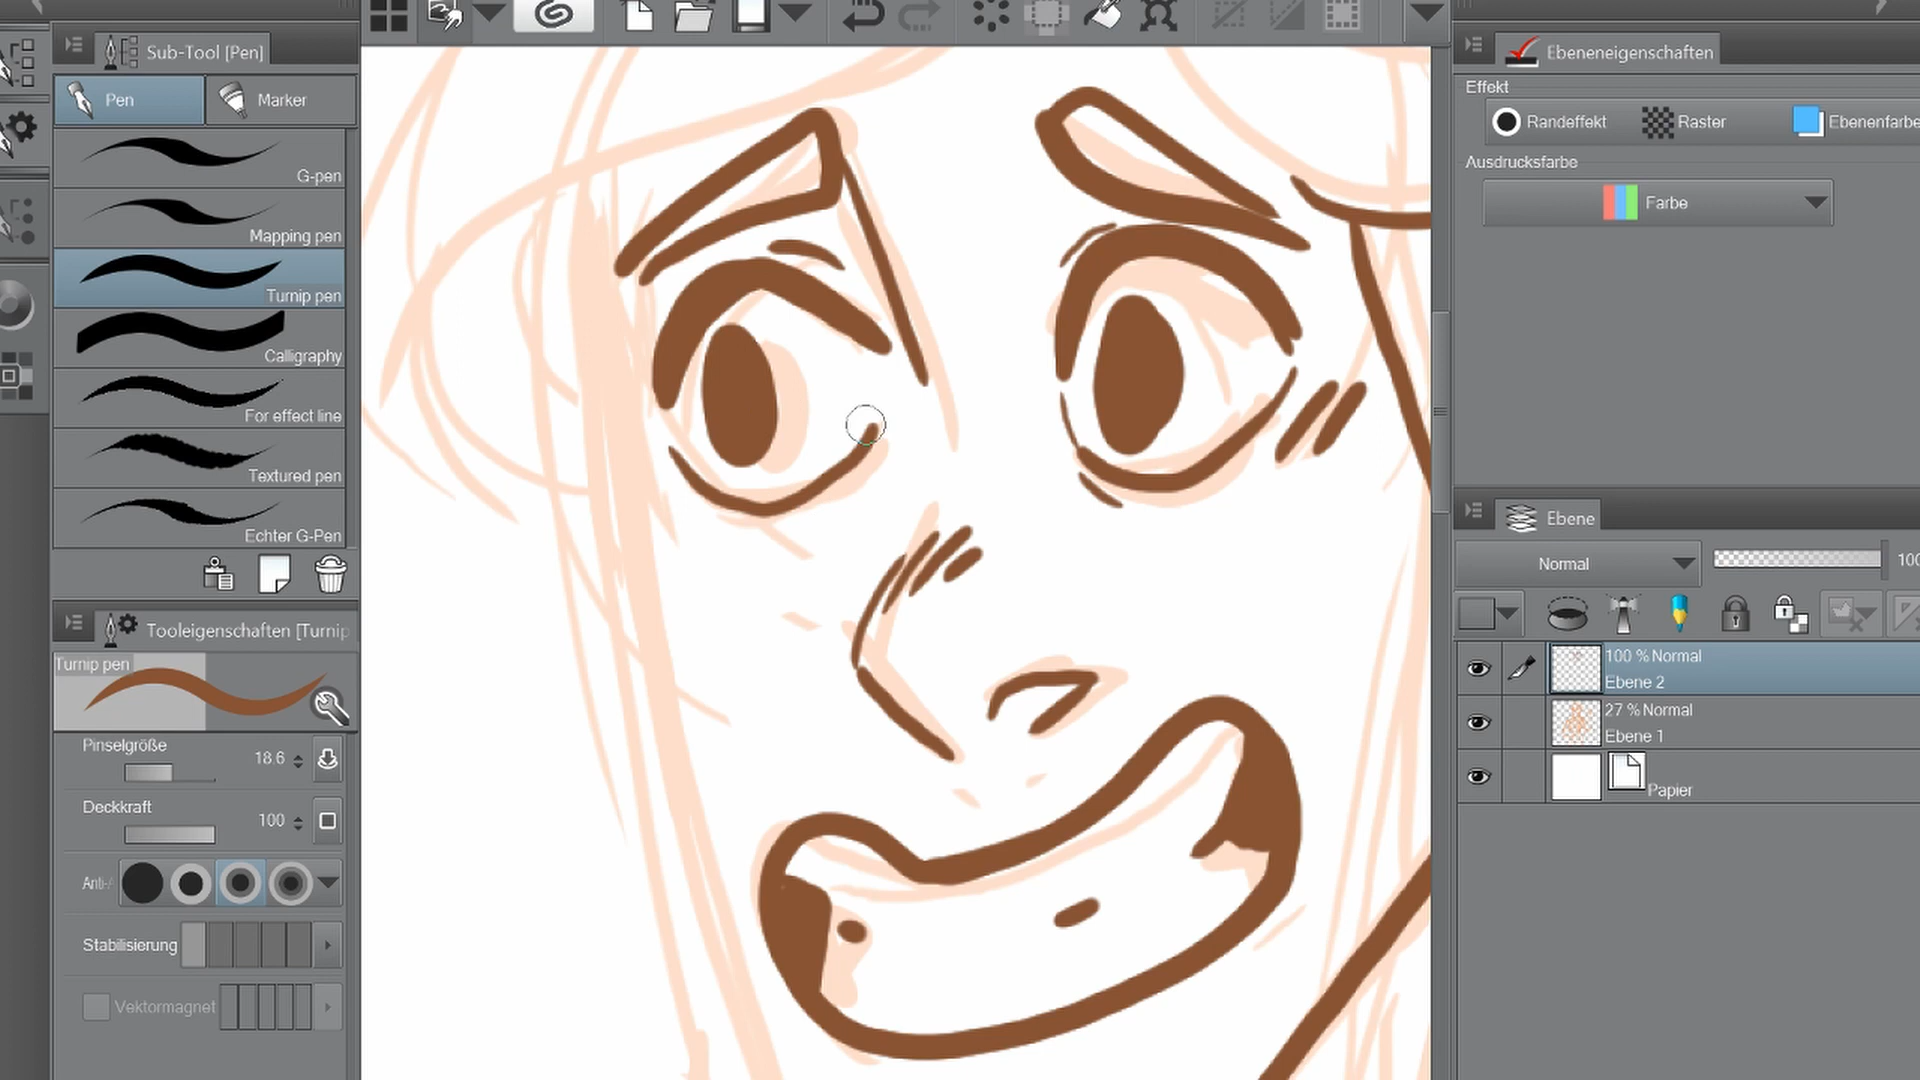 Sub-Tool [Pen]
Pen
Marker
G-pen
Mapping pen
Turnip pen
Calligraphy
For effect line
Textured pen
Echter G-Pen
Tooleigenschaften [Turnip
Turnip pen
Pinselgröße
18.6
Deckkraft
100
Anti-
Stabilisierung
Vektormagnet
Ebeneneigenschaften
Effekt
Randeffekt
Raster
Ebenenfarbe
Ausdrucksfarbe
Farbe
Ebene
Normal
100
100 % Normal
Ebene 2
27 % Normal
Ebene 1
Papier